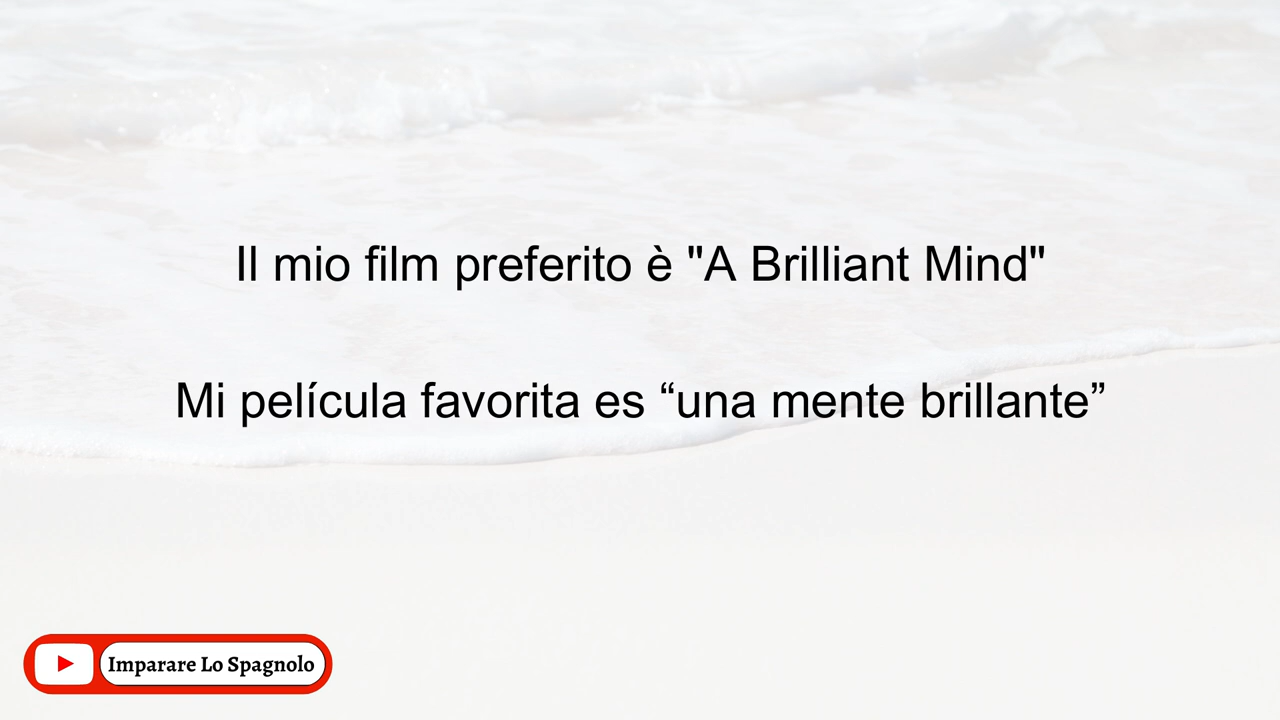 Il mio film preferito è "A Brilliant Mind"
Mi película favorita es “una mente brillante”
Imparare Lo Spagnolo